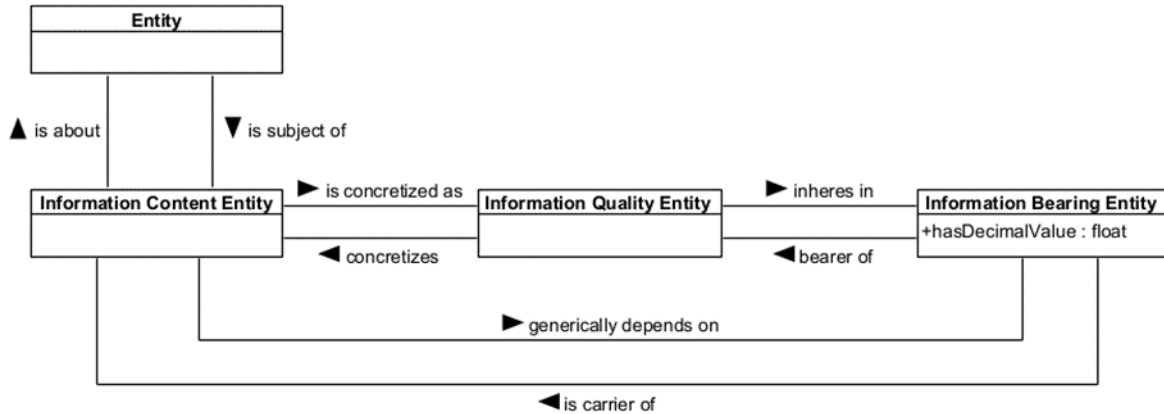 Entity
is about
is subject of
Information Content Entity
is concretized as
Information Quality Entity
inheres in
Information Bearing Entity
+hasDecimalValue : float
concretizes
bearer of
generically depends on
is carrier of